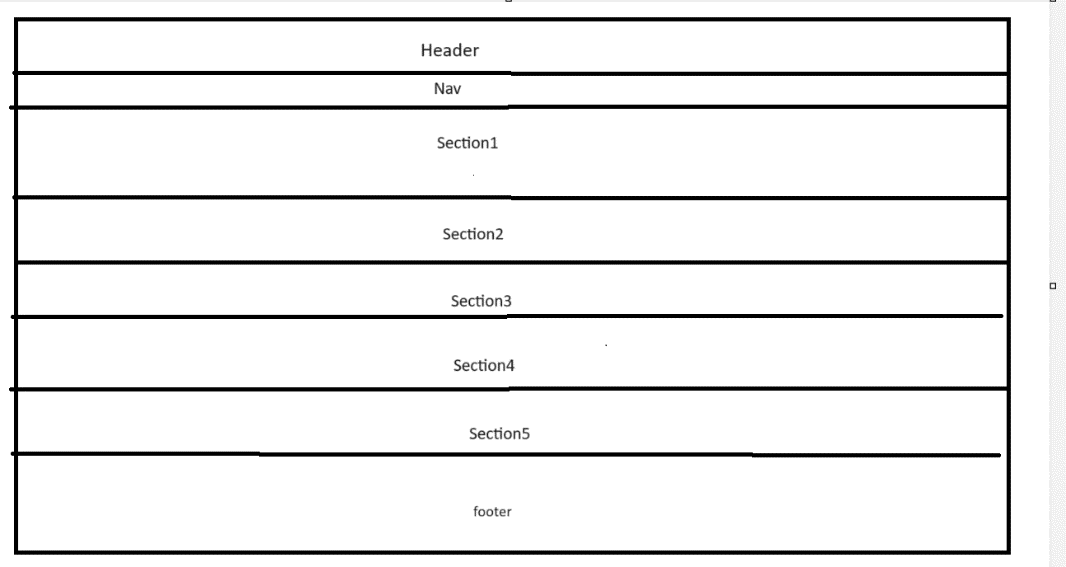 Header
Nav
Section1
Section2
Section3
Section4
Section5
footer